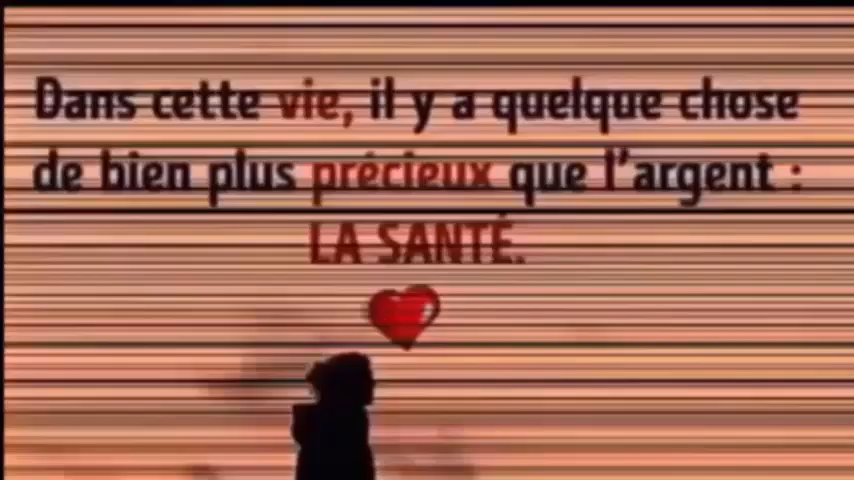 Dans cette vie, il y a quelque chose
de bien plus précieux que l'argent :
LA SANTÉ.